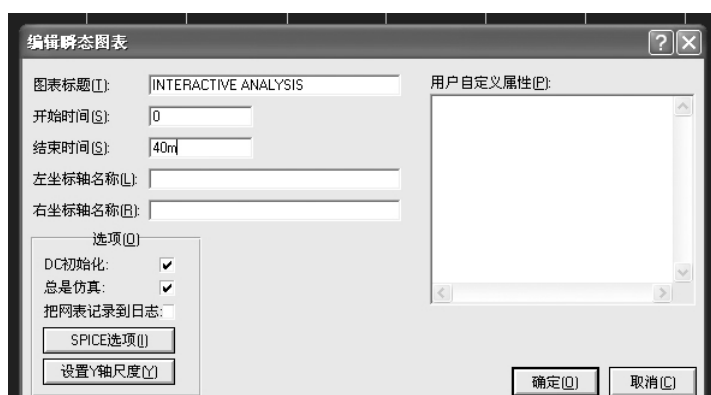 编辑瞬态图表
图表标题(T): INTERACTIVE ANALYSIS
用户自定义属性(P):
开始时间(S): 0
结束时间(S): 40m
左坐标轴名称(L):
右坐标轴名称(R):
选项(O)
DC初始化:
总是仿真:
把网表记录到日志:
SPICE选项(I)
设置Y轴尺度(Y)
确定(O) 取消(C)